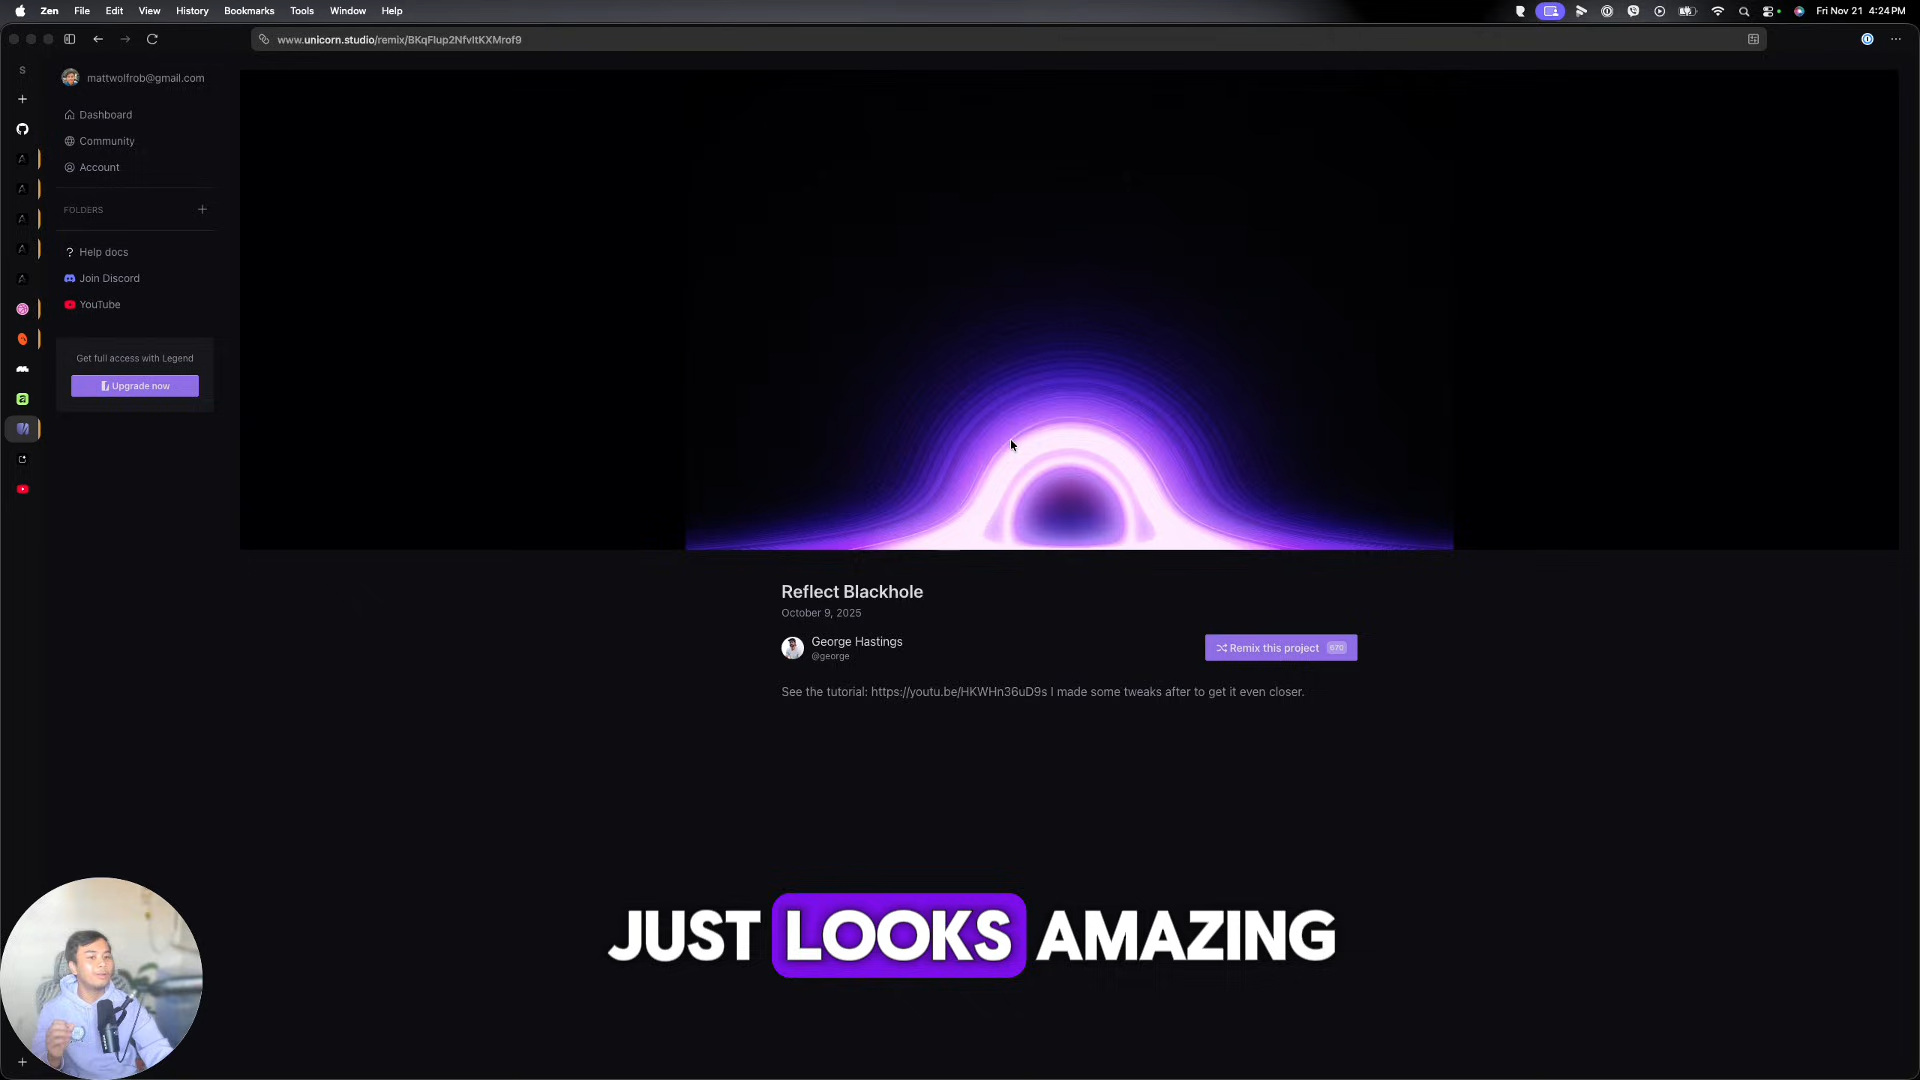 Zen File Edit View History Bookmarks Tools Window Help
Fri Nov 21 4:24PM
www.unicorn.studio/remix/BKqFlup2NfvItKXMrof9
S
mattwolfrob@gmail.com
Dashboard
Community
Account
FOLDERS
? Help docs
Join Discord
YouTube
Get full access with Legend
Upgrade now
Reflect Blackhole
October 9, 2025
George Hastings
@george
Remix this project 670
See the tutorial: https://youtu.be/HKWHn36uD9s I made some tweaks after to get it even closer.
JUST LOOKS AMAZING